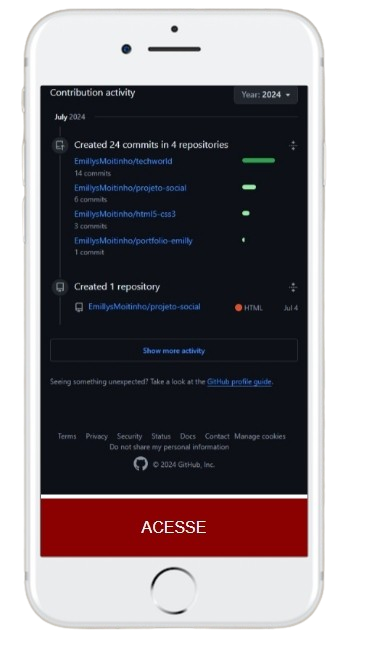 Contribution activity
Year: 2024
July 2024
Created 24 commits in 4 repositories
EmillysMoitinho/techworld
14 commits
EmillysMoitinho/projeto-social
6 commits
EmillysMoitinho/html5-css3
3 commits
EmillysMoitinho/portfolio-emilly
1 commit
Created 1 repository
EmillysMoitinho/projeto-social HTML Jul 4
Show more activity
Seeing something unexpected? Take a look at the GitHub profile guide.
Terms Privacy Security Status Docs Contact Manage cookies
Do not share my personal information
© 2024 GitHub, Inc.
ACESSE